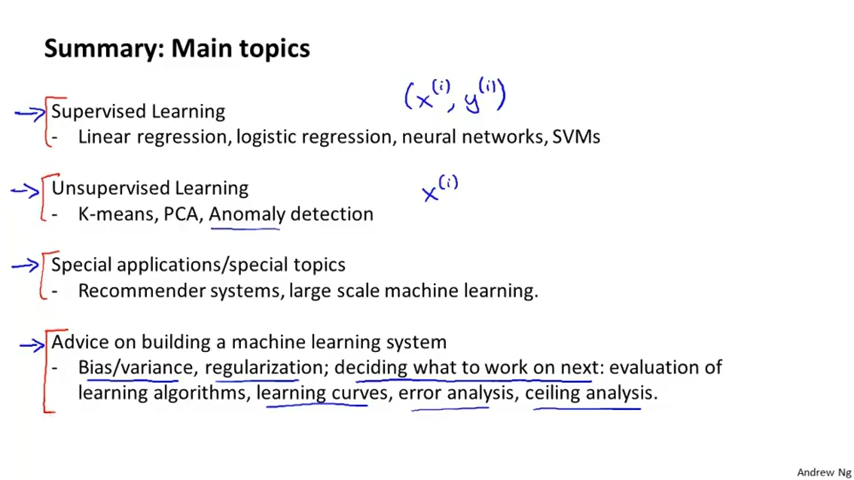 Summary: Main topics
Supervised Learning (x^(i), y^(i))
- Linear regression, logistic regression, neural networks, SVMs
Unsupervised Learning x^(i)
- K-means, PCA, Anomaly detection
Special applications/special topics
- Recommender systems, large scale machine learning.
Advice on building a machine learning system
- Bias/variance, regularization; deciding what to work on next: evaluation of
learning algorithms, learning curves, error analysis, ceiling analysis.
Andrew Ng